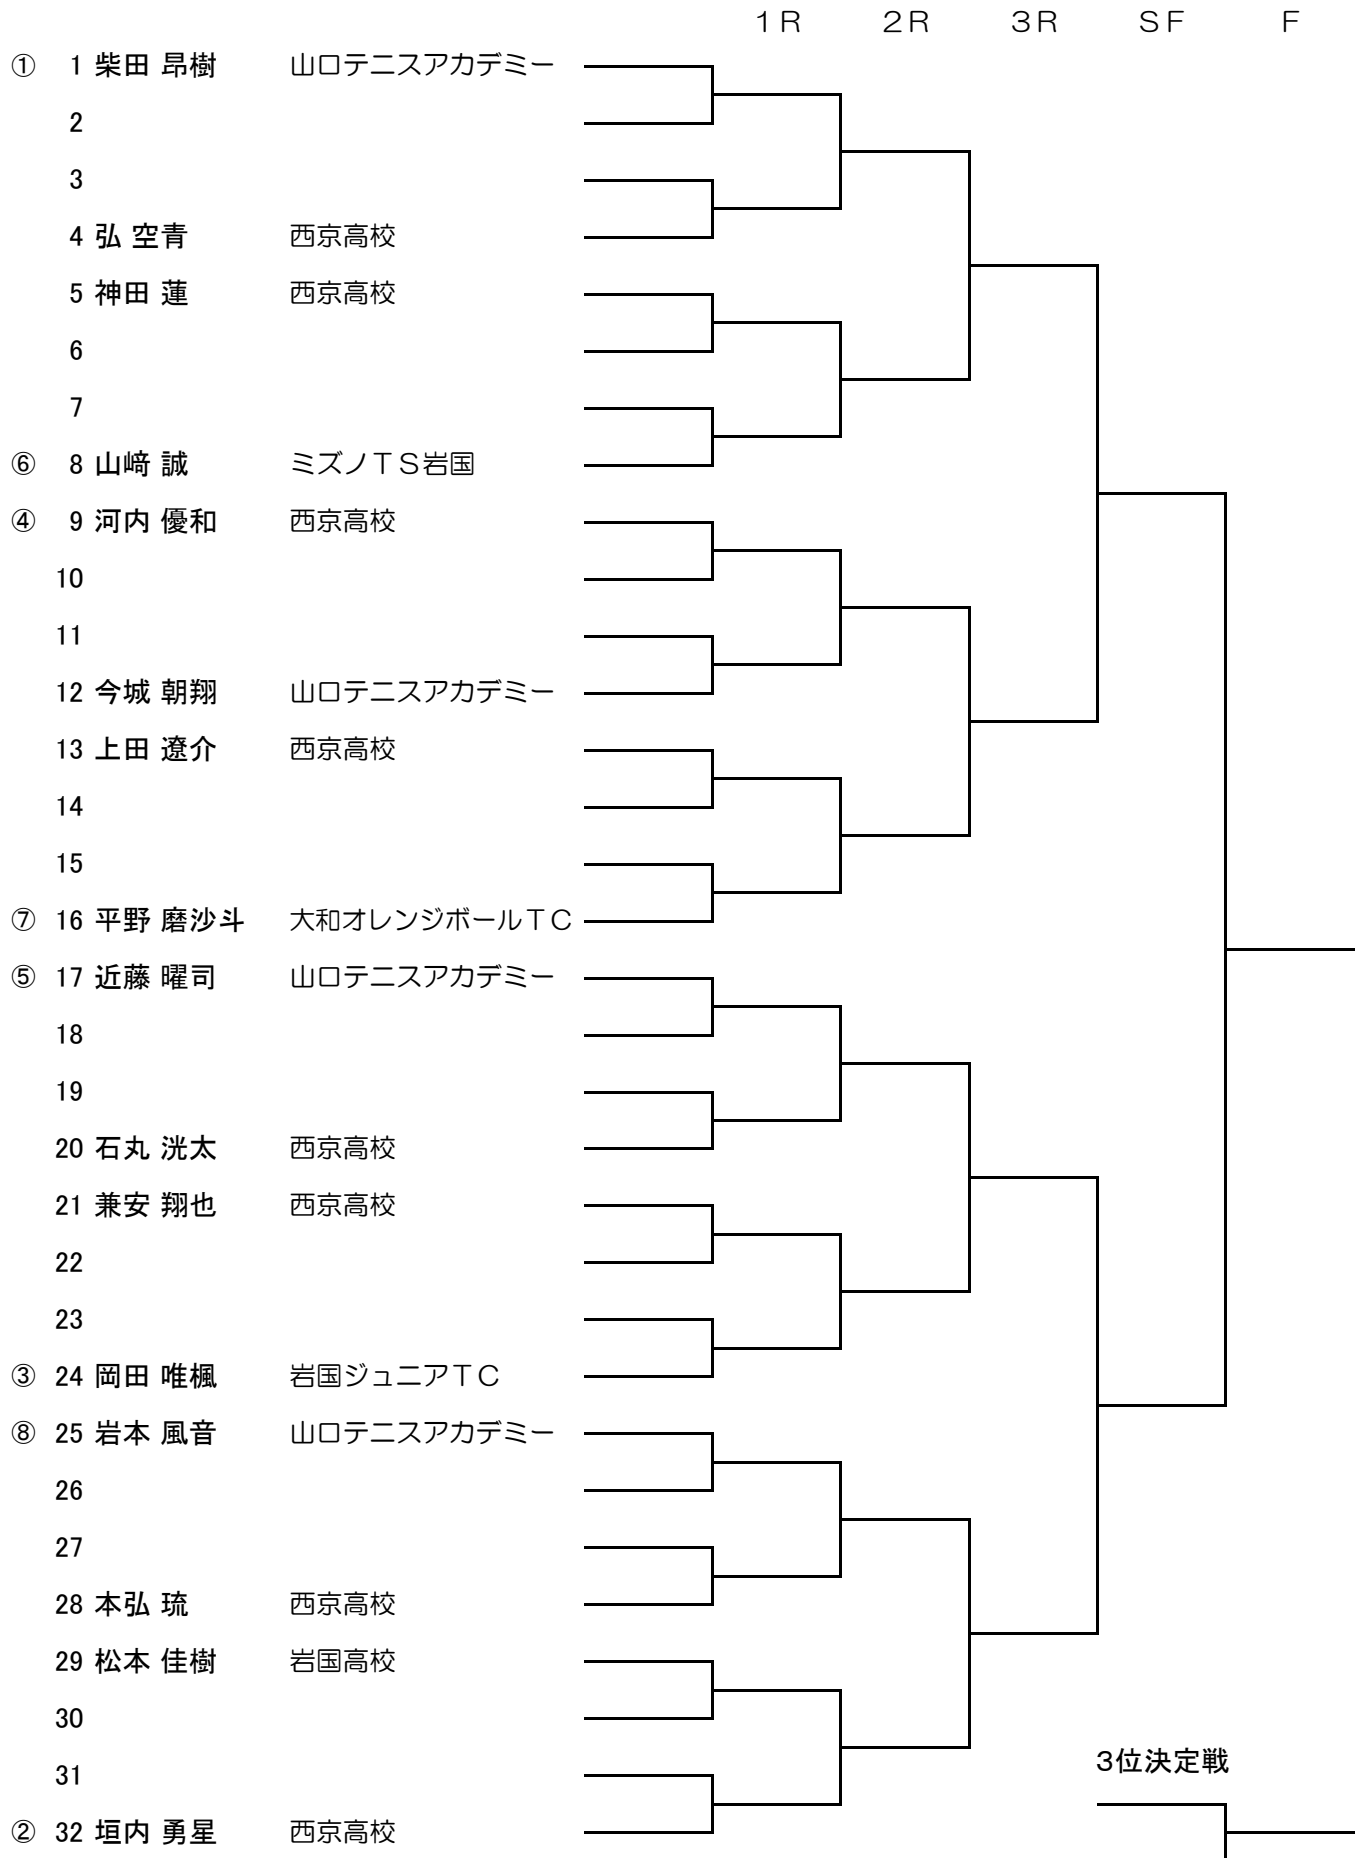 １Ｒ ２Ｒ ３Ｒ ＳＦ Ｆ
① 1 柴田 昂樹 山口テニスアカデミー
2
3
4 弘 空青 西京高校
5 神田 蓮 西京高校
6
7
⑥ 8 山﨑 誠 ミズノＴＳ岩国
④ 9 河内 優和 西京高校
10
11
12 今城 朝翔 山口テニスアカデミー
13 上田 遼介 西京高校
14
15
⑦ 16 平野 磨沙斗 大和オレンジボールＴＣ
⑤ 17 近藤 曜司 山口テニスアカデミー
18
19
20 石丸 洸太 西京高校
21 兼安 翔也 西京高校
22
23
③ 24 岡田 唯楓 岩国ジュニアＴＣ
⑧ 25 岩本 風音 山口テニスアカデミー
26
27
28 本弘 琉 西京高校
29 松本 佳樹 岩国高校
30
31
3位決定戦
② 32 垣内 勇星 西京高校